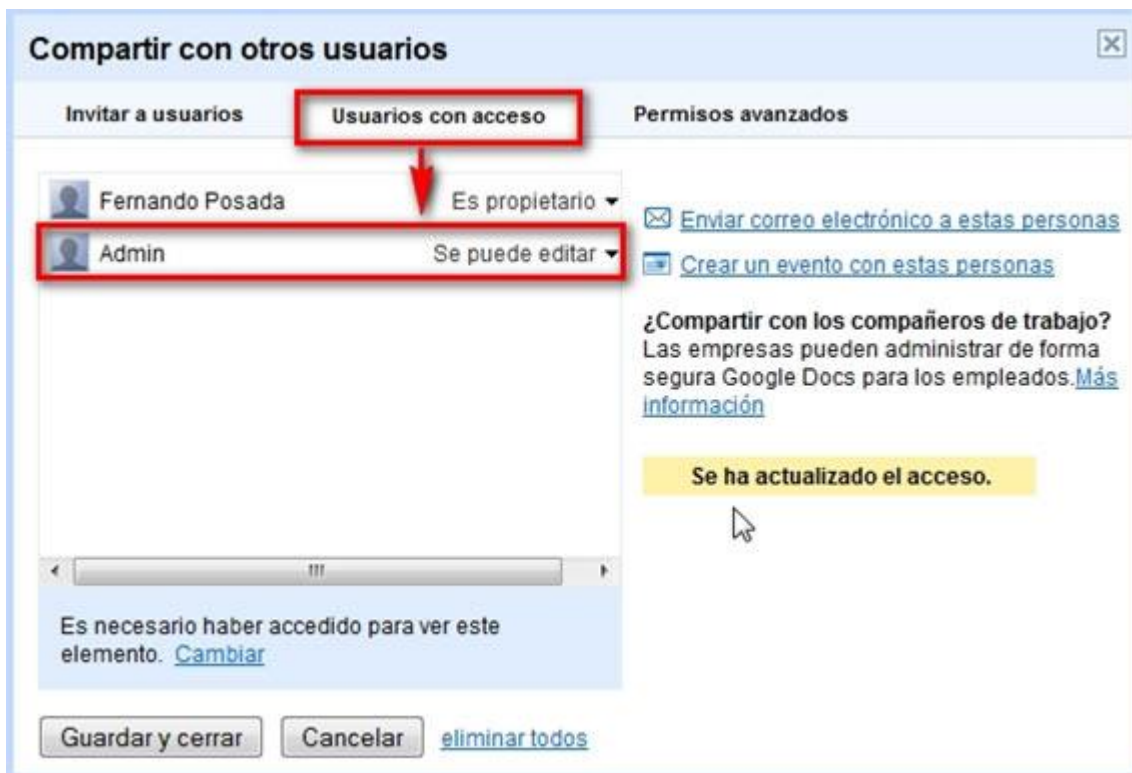 Compartir con otros usuarios
Invitar a usuarios
Usuarios con acceso
Permisos avanzados
Fernando Posada
Es propietario
Admin
Se puede editar
Enviar correo electrónico a estas personas
Crear un evento con estas personas
¿Compartir con los compañeros de trabajo?
Las empresas pueden administrar de forma
segura Google Docs para los empleados.Más
información
Se ha actualizado el acceso.
Es necesario haber accedido para ver este
elemento. Cambiar
Guardar y cerrar
Cancelar
eliminar todos